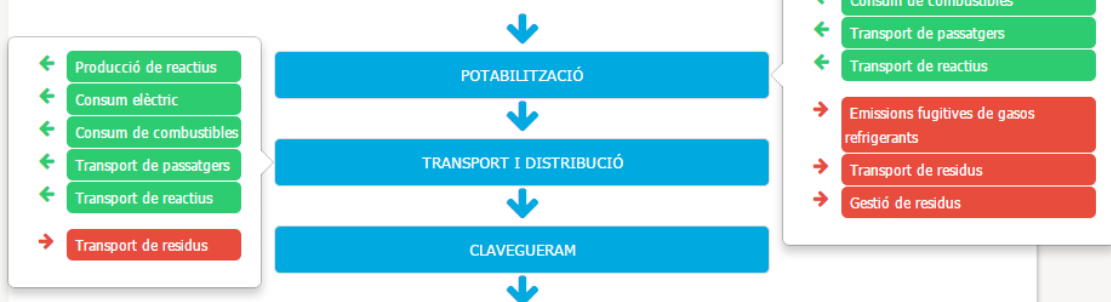 Producció de reactius
Consum elèctric
Consum de combustibles
Transport de passatgers
Transport de reactius
Transport de residus
POTABILITZACIÓ
TRANSPORT I DISTRIBUCIÓ
CLAVEGUERAM
Consum de combustibles
Transport de passatgers
Transport de reactius
Emissions fugitives de gasos
refrigerants
Transport de residus
Gestió de residus